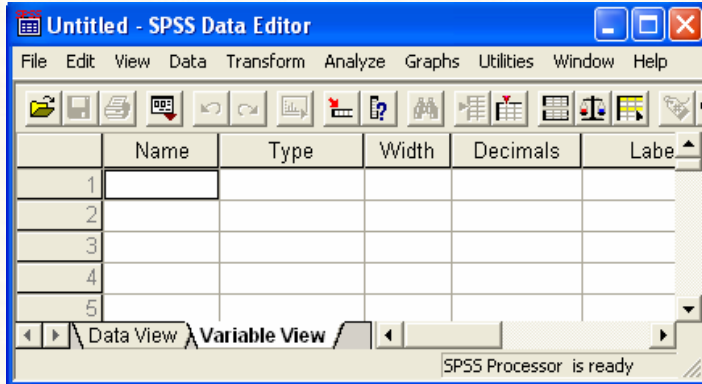 Untitled - SPSS Data Editor
File Edit View Data Transform Analyze Graphs Utilities Window Help
Name Type Width Decimals Labe
1
2
3
4
5
Data View Variable View
SPSS Processor is ready